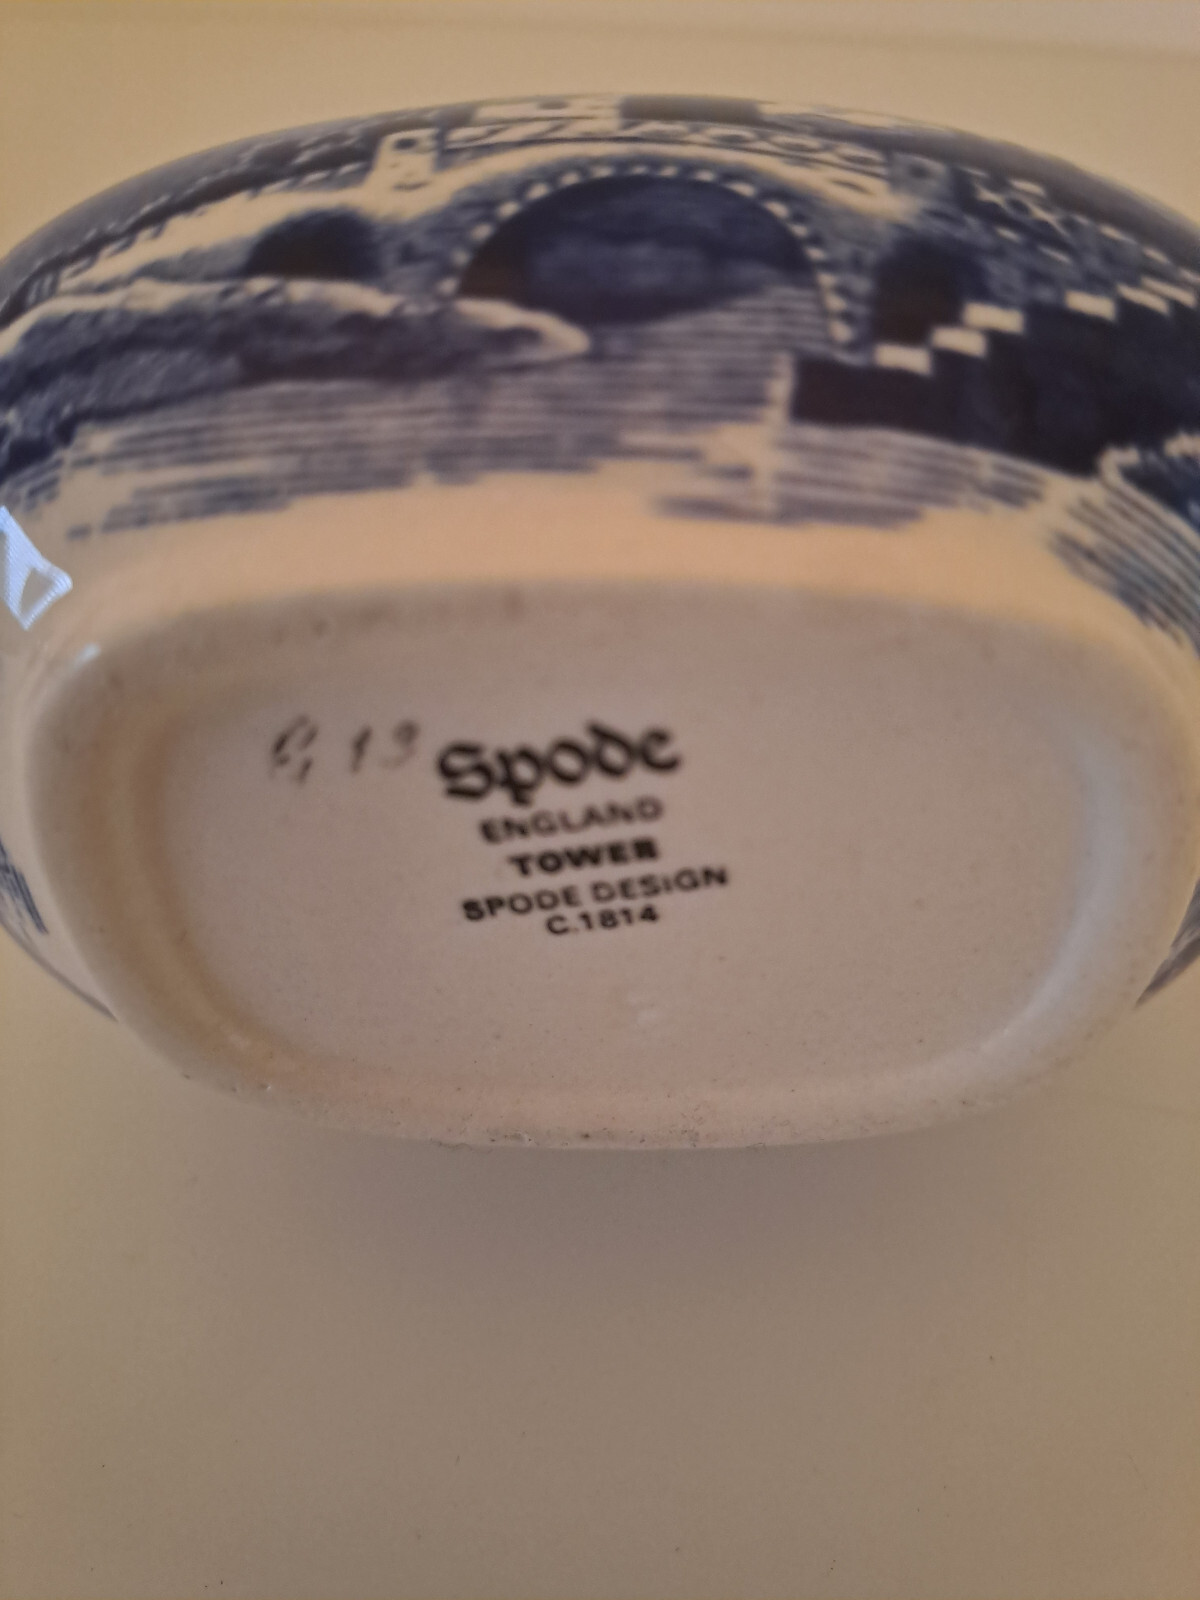 Spode
ENGLAND
TOWER
SPODE DESIGN
C.1814